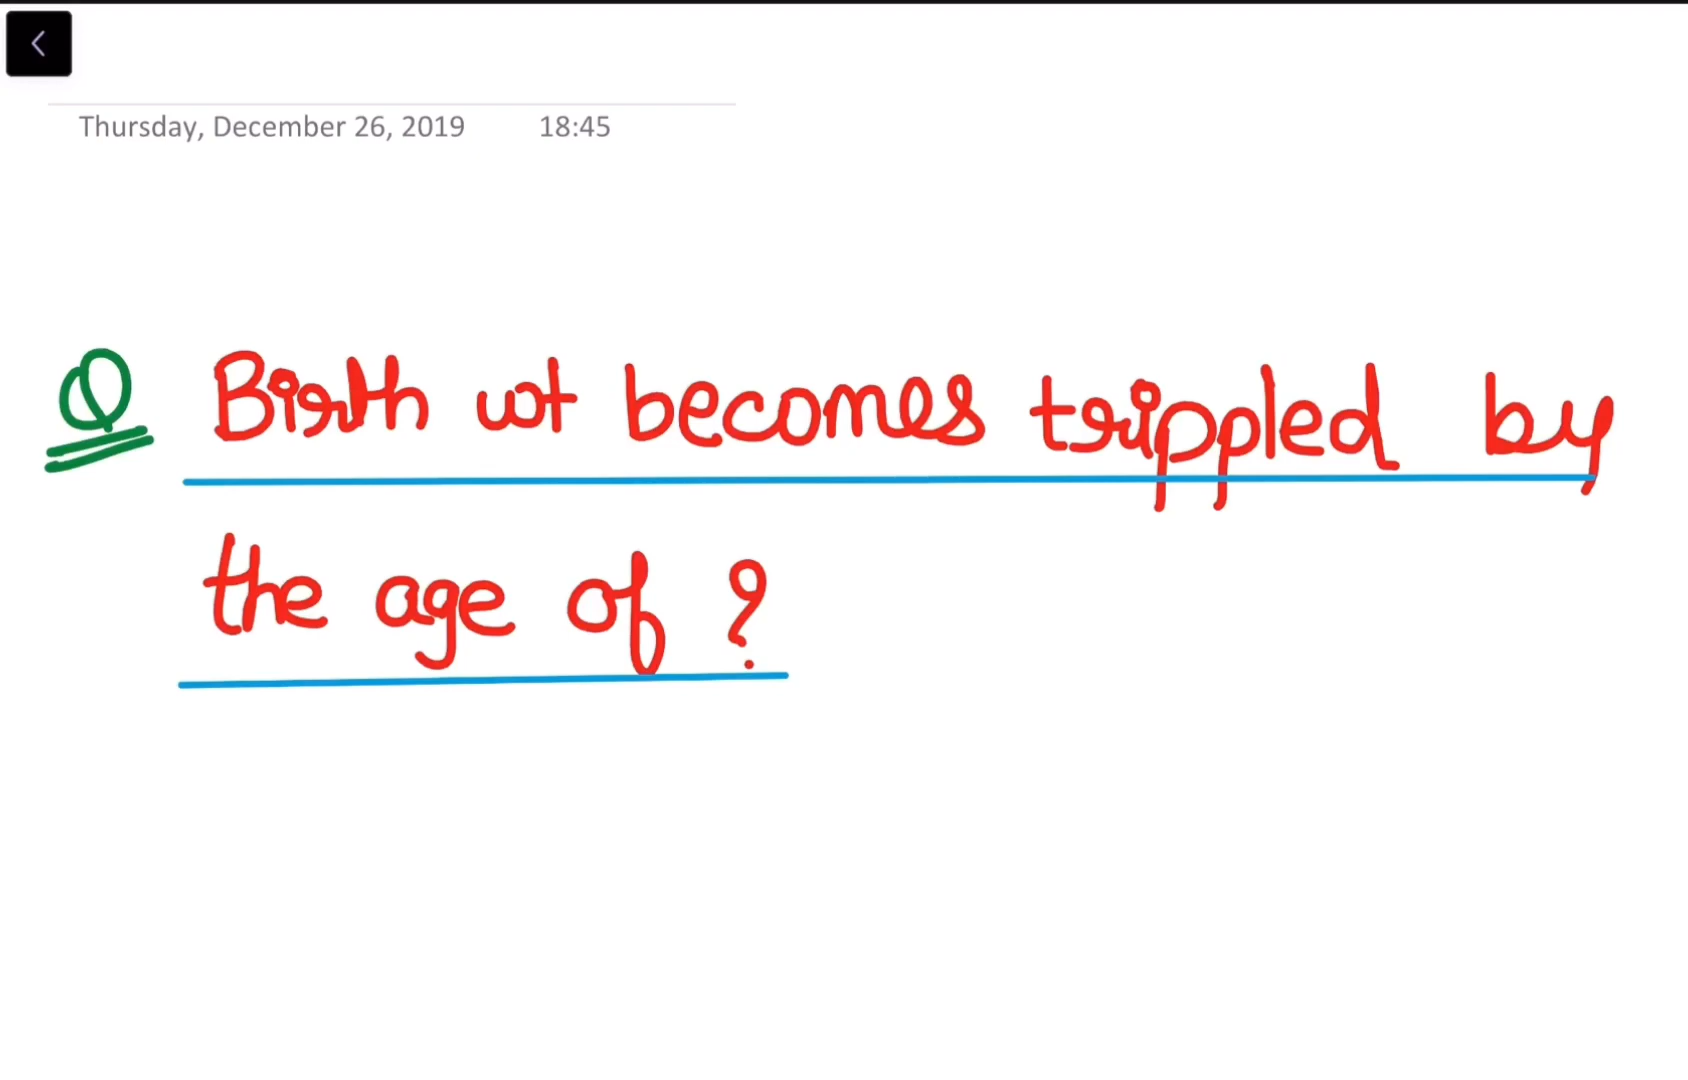 Thursday, December 26, 2019 18:45
Q Birth wt becomes trippled by
the age of ?